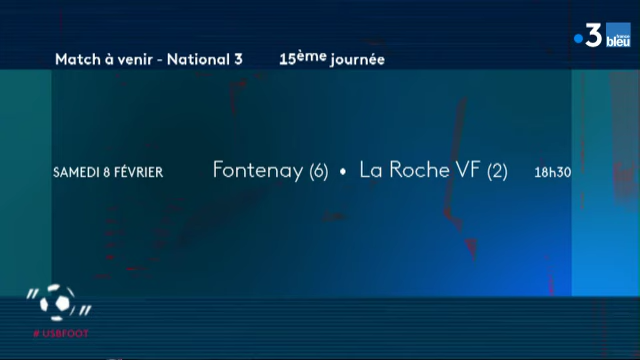 3
france
bleu
Match à venir - National 3 15ème journée
SAMEDI 8 FÉVRIER Fontenay (6) • La Roche VF (2) 18h30
#USBFOOT